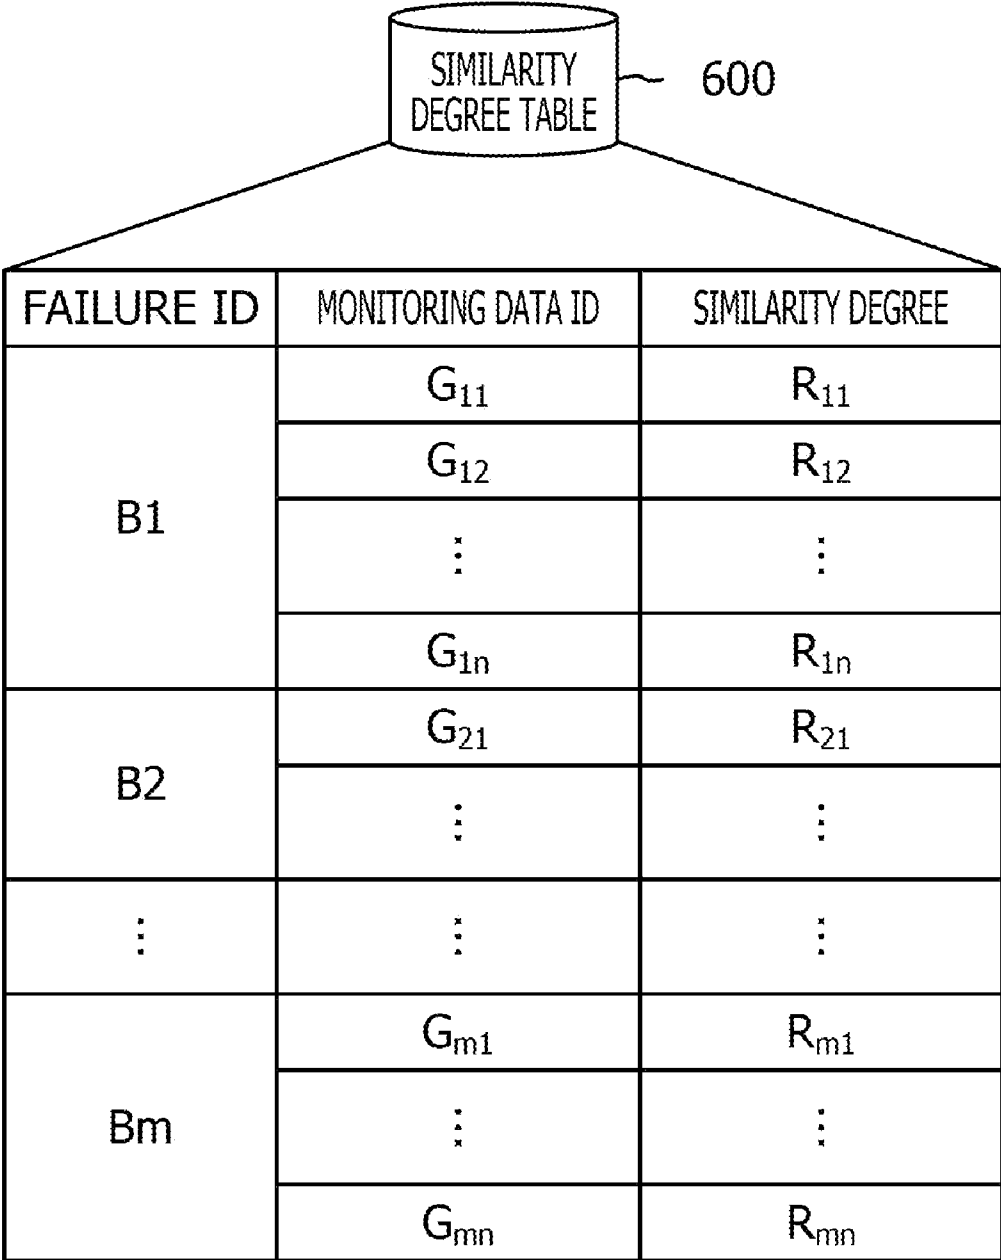 SIMILARITY
DEGREE TABLE
600
FAILURE ID MONITORING DATA ID SIMILARITY DEGREE
B1
G₁₁ R₁₁
G₁₂ R₁₂
⋮ ⋮
G₁ₙ R₁ₙ
B2
G₂₁ R₂₁
⋮ ⋮
⋮ ⋮ ⋮
Bm
Gₘ₁ Rₘ₁
⋮ ⋮
Gₘₙ Rₘₙ